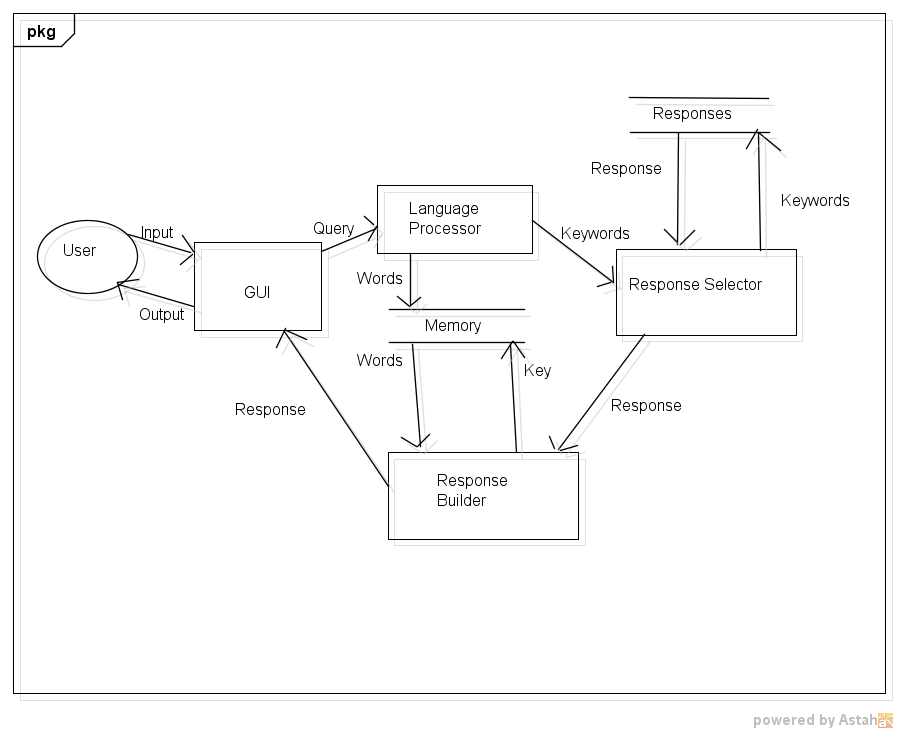 pkg
Responses
Response
Keywords
Language
Processor
Query
Input
User
Keywords
Words
Response Selector
GUI
Output
Memory
Words
Key
Response
Response
Response
Builder
powered by Astah